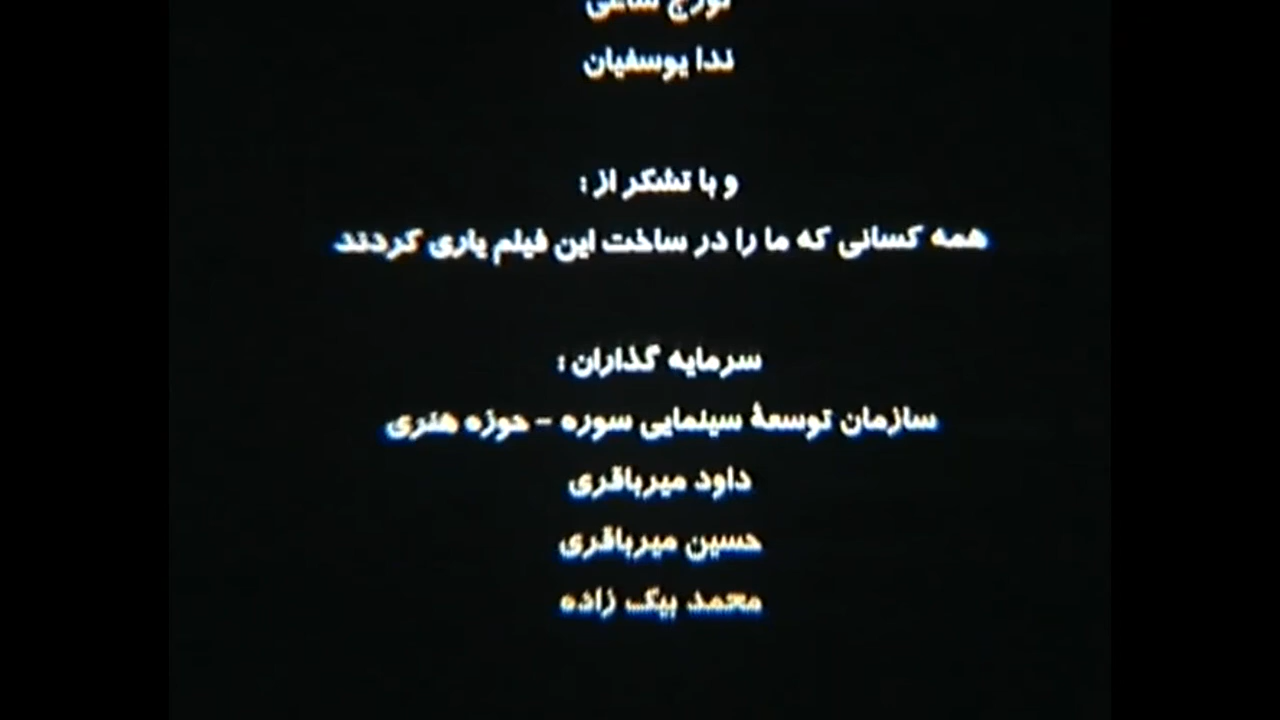 ندا یوسفیان
و با تشکر از :
همه کسانی که ما را در ساخت این فیلم یاری کردند
سرمایه گذاران :
سازمان توسعهٔ سینمایی سوره - حوزه هنری
داود میرباقری
حسین میرباقری
محمد بیک زاده